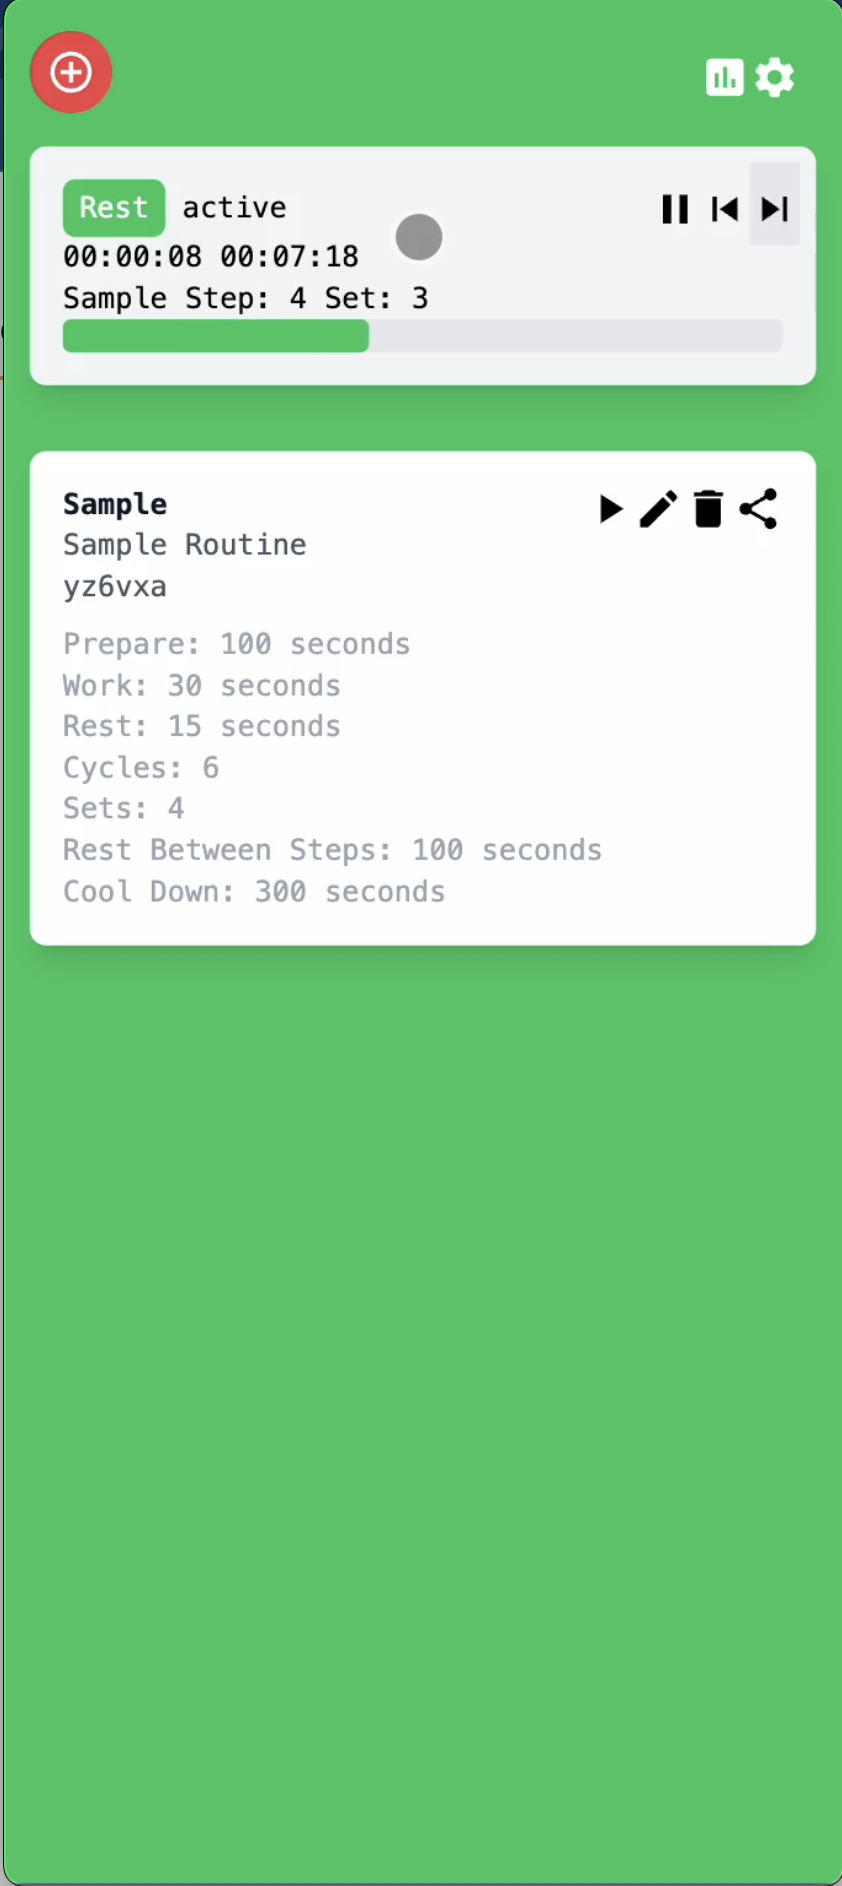 Rest active
00:00:08 00:07:18
Sample Step: 4 Set: 3
Sample
Sample Routine
yz6vxa
Prepare: 100 seconds
Work: 30 seconds
Rest: 15 seconds
Cycles: 6
Sets: 4
Rest Between Steps: 100 seconds
Cool Down: 300 seconds